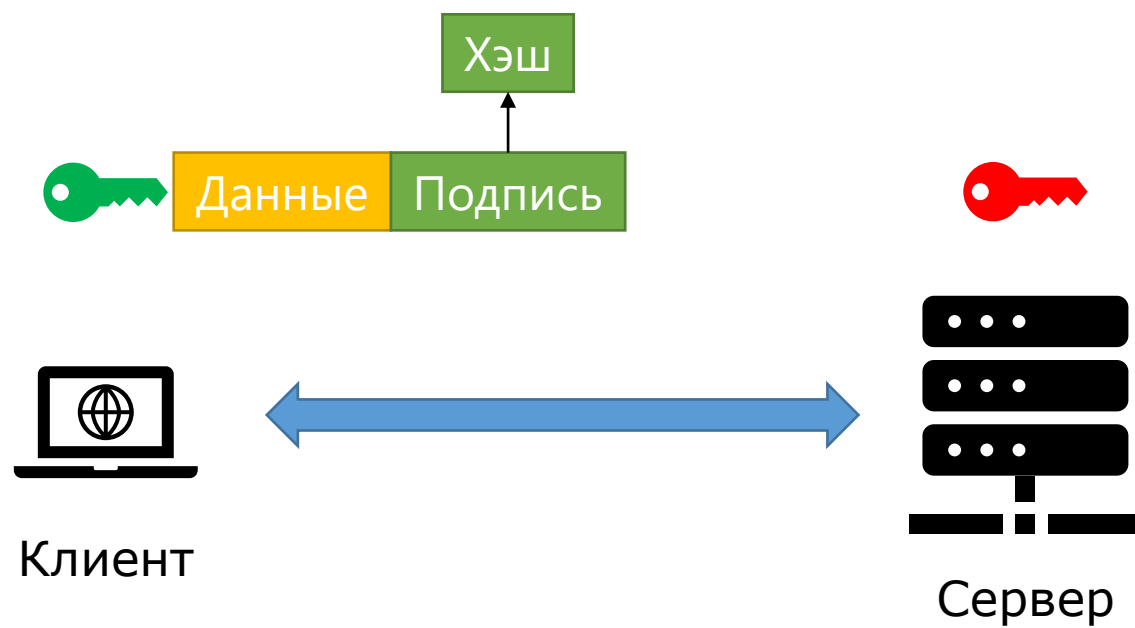 Хэш
Данные
Подпись
Клиент
Сервер